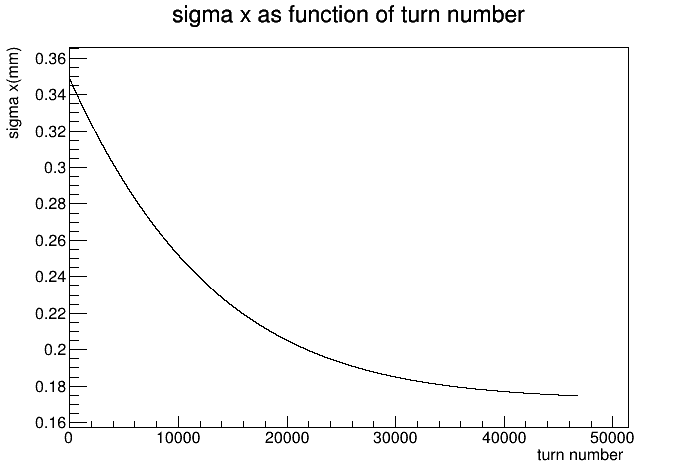 sigma x as function of turn number
sigma x(mm)
0.36
0.34
0.32
0.3
0.28
0.26
0.24
0.22
0.2
0.18
0.16
0 10000 20000 30000 40000 50000
turn number